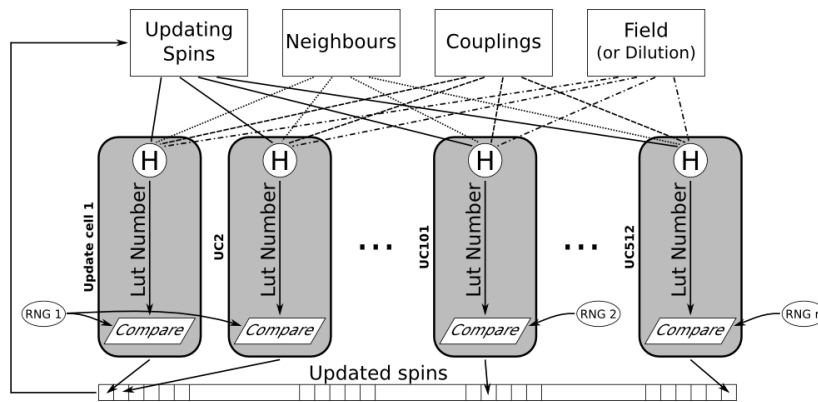 Updating
Spins
Neighbours
Couplings
Field
(or Dilution)
H
H
H
H
Update cell 1
Lut Number
UC2
Lut Number
...
UC101
Lut Number
...
UC512
Lut Number
RNG 1
Compare
Compare
Compare
RNG 2
Compare
RNG n
Updated spins